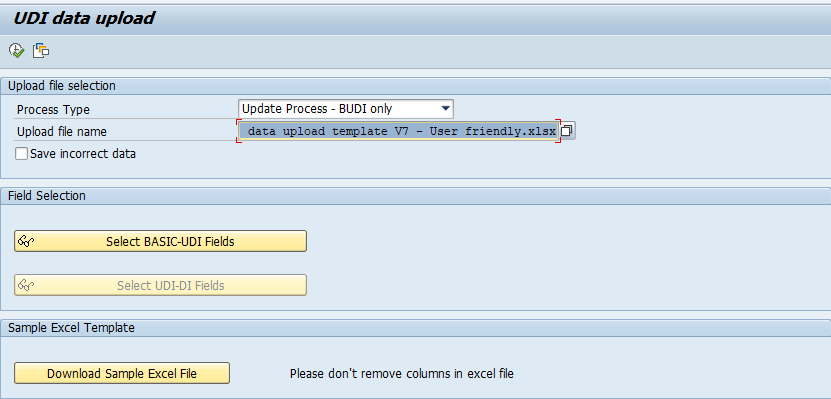 UDI data upload
Upload file selection
Process Type Update Process - BUDI only
Upload file name data upload template V7 - User friendly.xlsx
Save incorrect data
Field Selection
Select BASIC-UDI Fields
Select UDI-DI Fields
Sample Excel Template
Download Sample Excel File Please don't remove columns in excel file